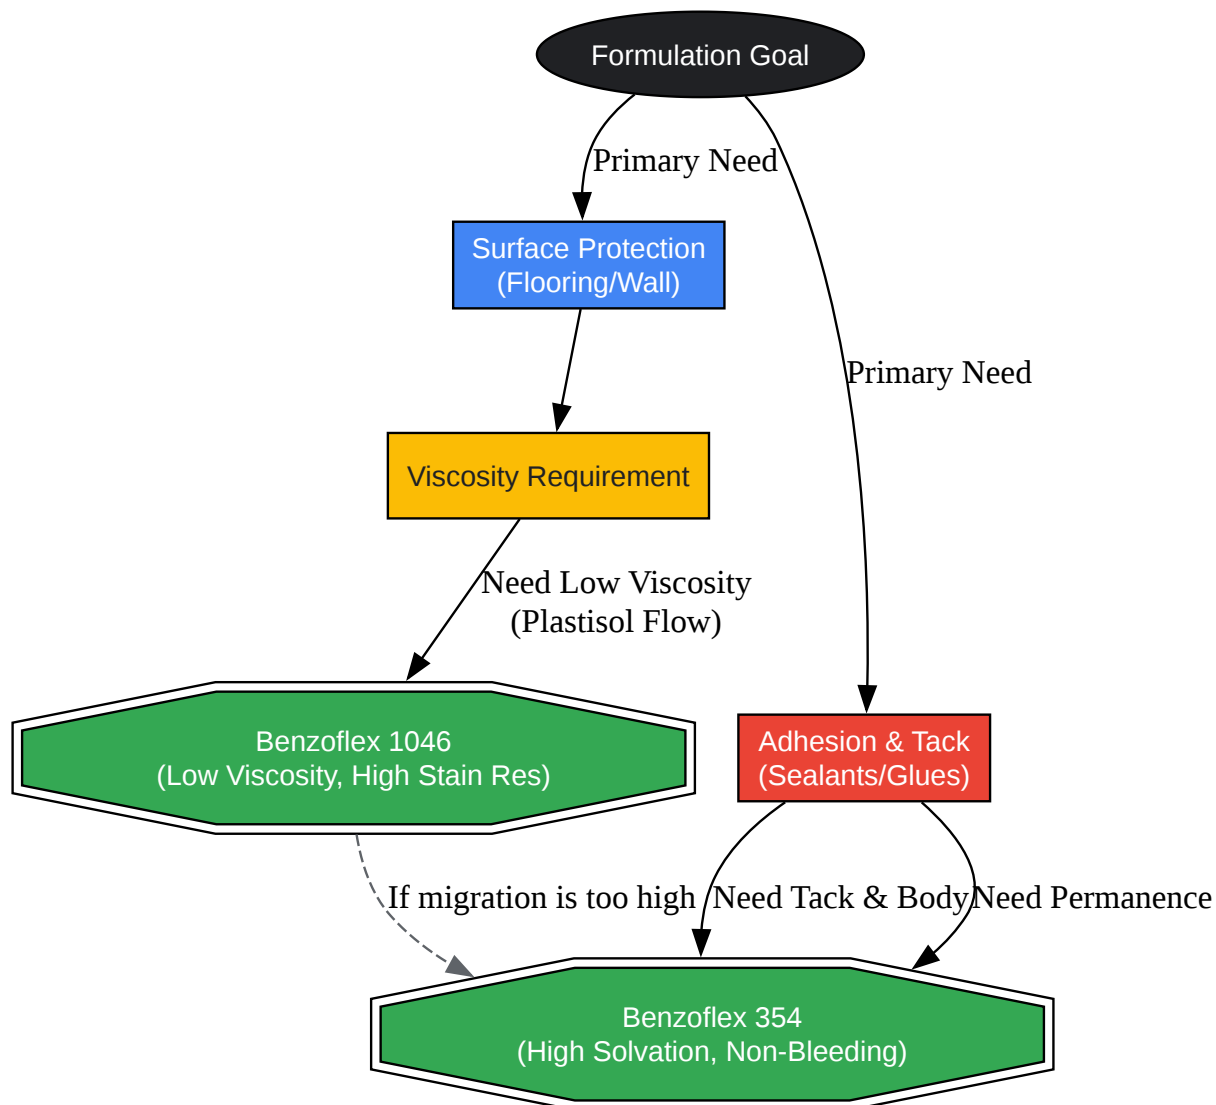 Formulation Goal
Primary Need
Surface Protection
(Flooring/Wall)
Primary Need
Viscosity Requirement
Need Low Viscosity
(Plastisol Flow)
Benzoflex 1046
(Low Viscosity, High Stain Res)
Adhesion & Tack
(Sealants/Glues)
If migration is too high
Need Tack & Body
Need Permanence
Benzoflex 354
(High Solvation, Non-Bleeding)